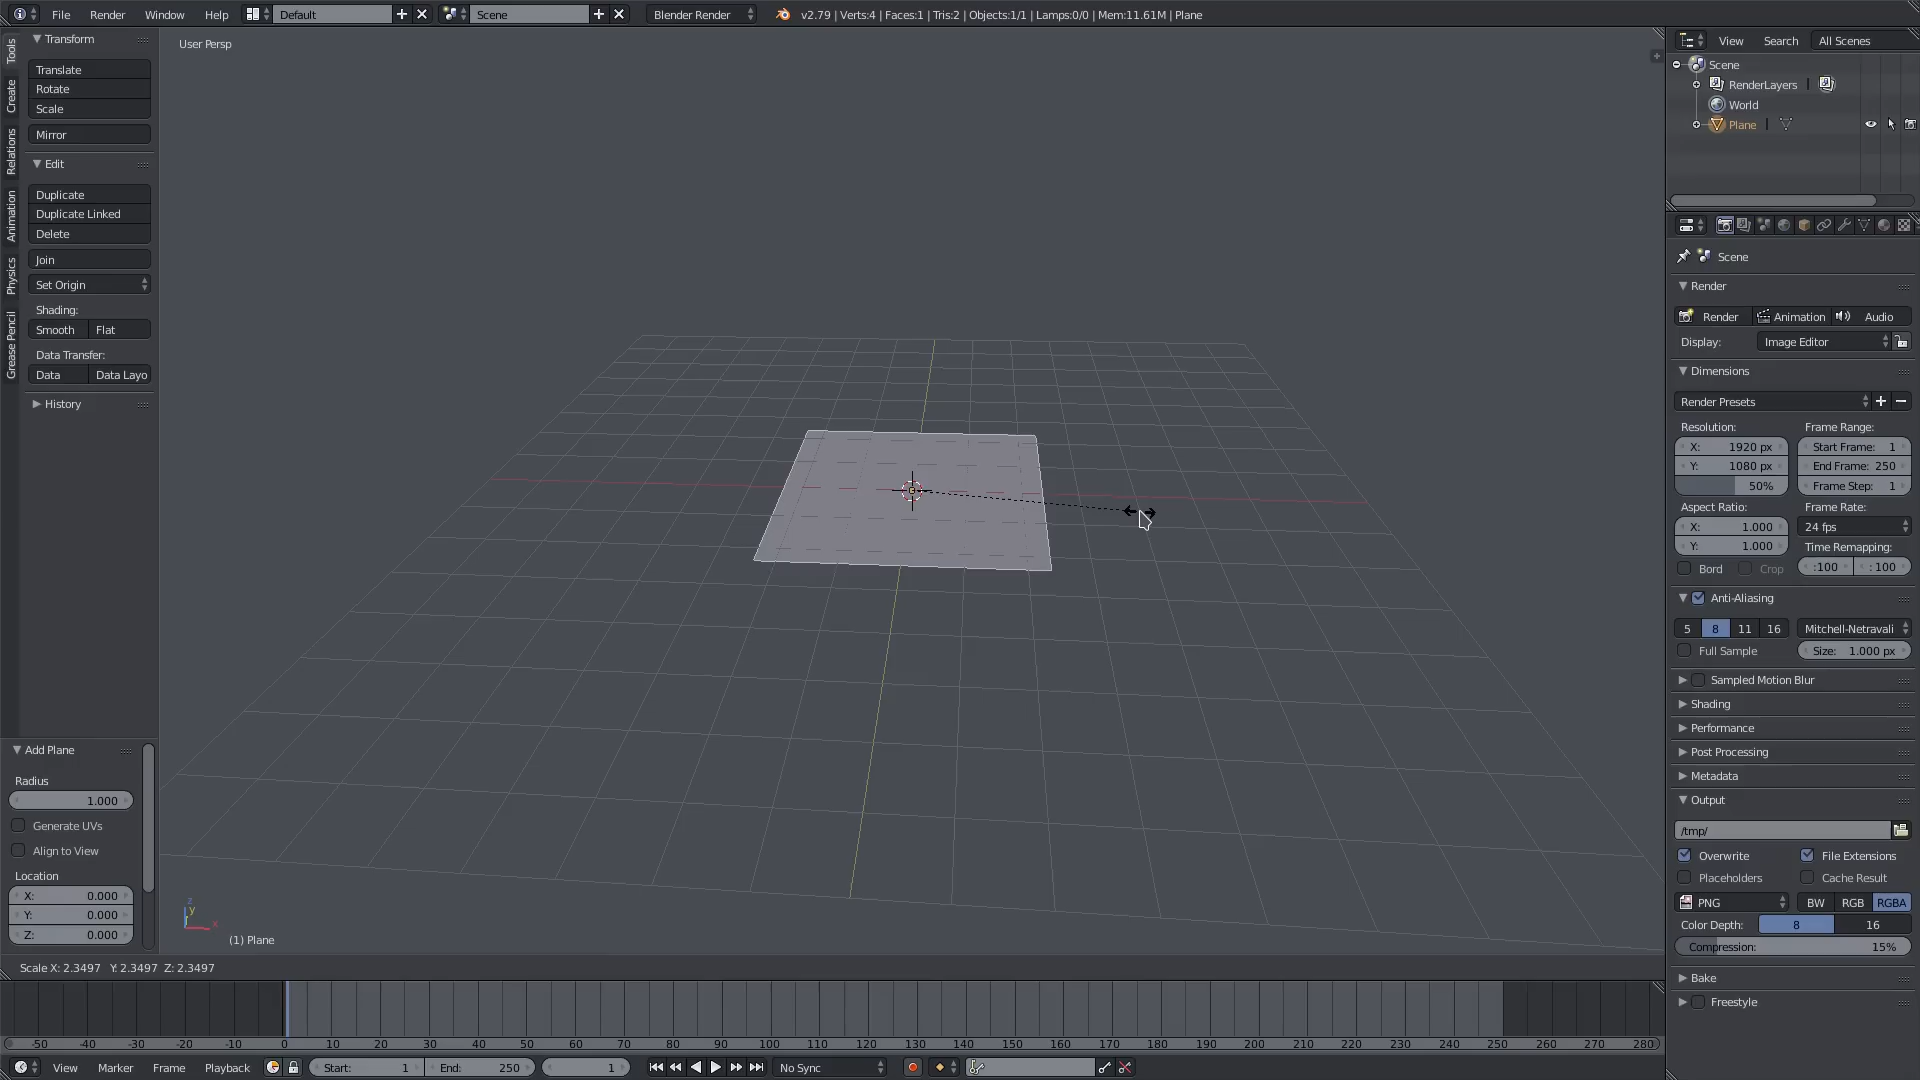 File Render Window Help Default Scene Blender Render v2.79 | Verts:4 | Faces:1 | Tris:2 | Objects:1/1 | Lamps:0/0 | Mem:11.61M | Plane
Tools
Create
Relations
Animation
Physics
Grease Pencil
Transform
Translate
Rotate
Scale
Mirror
Edit
Duplicate
Duplicate Linked
Delete
Join
Set Origin
Shading:
Smooth Flat
Data Transfer:
Data Data Layo
History
Add Plane
Radius
1.000
Generate UVs
Align to View
Location
X: 0.000
Y: 0.000
Z: 0.000
User Persp
z
y
x
(1) Plane
Scale X: 2.3497 Y: 2.3497 Z: 2.3497
View Search All Scenes
Scene
RenderLayers
World
Plane
Scene
Render
Render Animation Audio
Display: Image Editor
Dimensions
Render Presets
Resolution: Frame Range:
X: 1920 px Start Frame: 1
Y: 1080 px End Frame: 250
50% Frame Step: 1
Aspect Ratio: Frame Rate:
X: 1.000 24 fps
Y: 1.000 Time Remapping:
Bord Crop :100 : 100
Anti-Aliasing
5 8 11 16 Mitchell-Netravali
Full Sample Size: 1.000 px
Sampled Motion Blur
Shading
Performance
Post Processing
Metadata
Output
/tmp/
Overwrite File Extensions
Placeholders Cache Result
PNG BW RGB RGBA
Color Depth: 8 16
Compression: 15%
Bake
Freestyle
-50 -40 -30 -20 -10 0 10 20 30 40 50 60 70 80 90 100 110 120 130 140 150 160 170 180 190 200 210 220 230 240 250 260 270 280
View Marker Frame Playback Start: 1 End: 250 1 No Sync